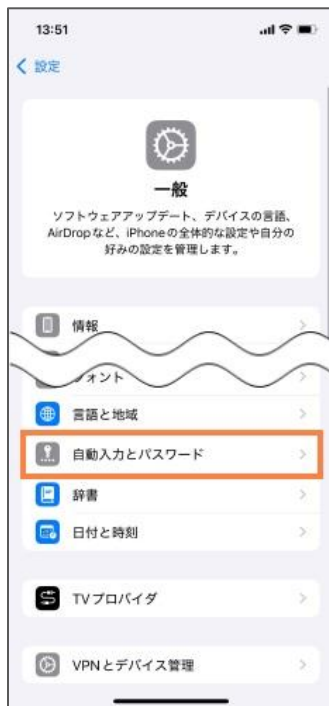 13:51
設定
一般
ソフトウェアアップデート、デバイスの言語、
AirDropなど、iPhoneの全体的な設定や自分の
好みの設定を管理します。
情報
フォント
言語と地域
自動入力とパスワード
辞書
日付と時刻
TVプロバイダ
VPNとデバイス管理